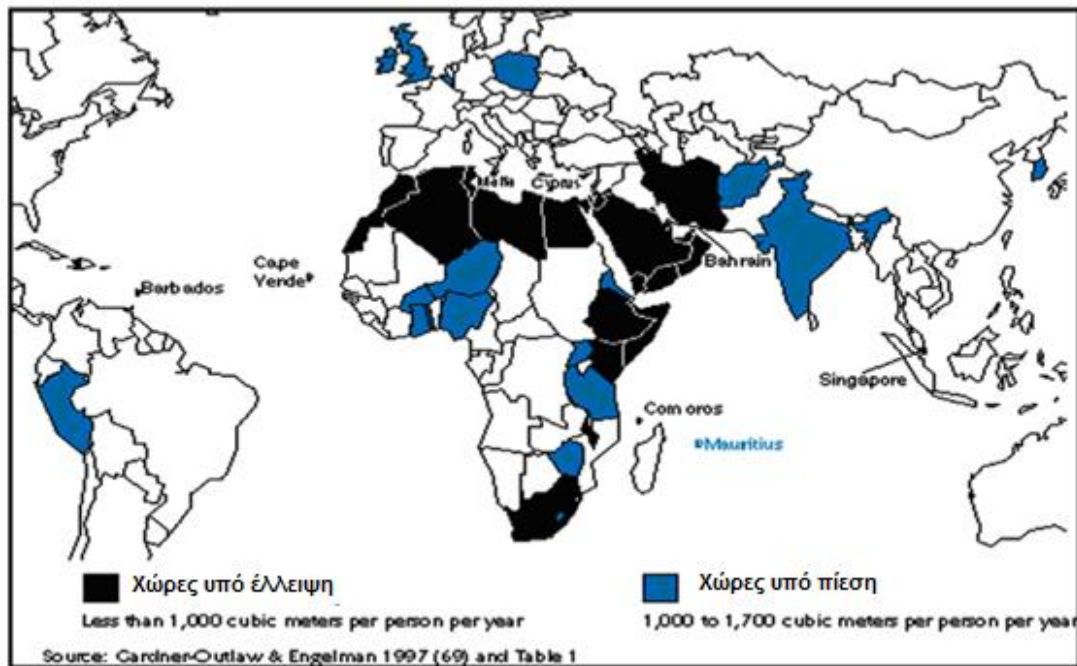 Malta Cyprus
Cape
Verde
Barbados
Bahrain
Singapore
Comoros
Mauritius
Χώρες υπό έλλειψη
Χώρες υπό πίεση
Less than 1,000 cubic meters per person per year
1,000 to 1,700 cubic meters per person per year
Source: Gardner-Outlaw & Engelman 1997 (69) and Table 1